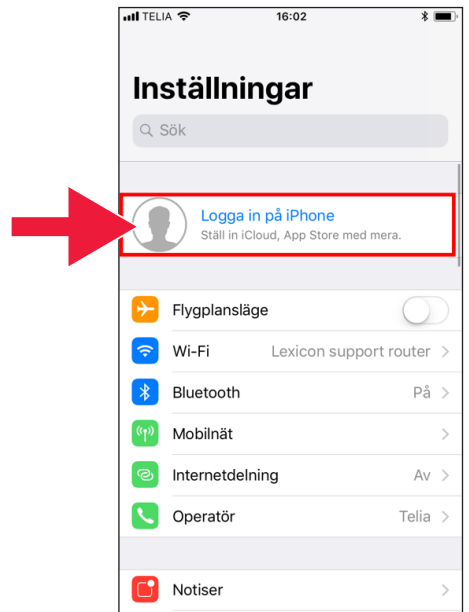 TELIA 16:02
Inställningar
Sök
Logga in på iPhone
Ställ in iCloud, App Store med mera.
Flygplansläge
Wi-Fi Lexicon support router
Bluetooth På
Mobilnät
Internetdelning Av
Operatör Telia
Notiser